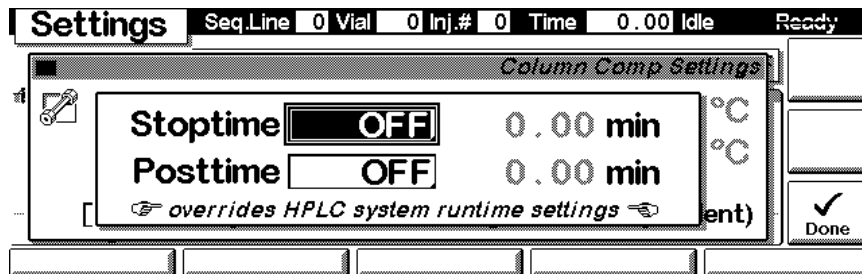 Settings Seq.Line 0 Vial 0 Inj.# 0 Time 0.00 Idle Ready
Column Comp Settings
Stoptime OFF 0.00 min °C
Posttime OFF 0.00 min °C
overrides HPLC system runtime settings
[ ent)
Done